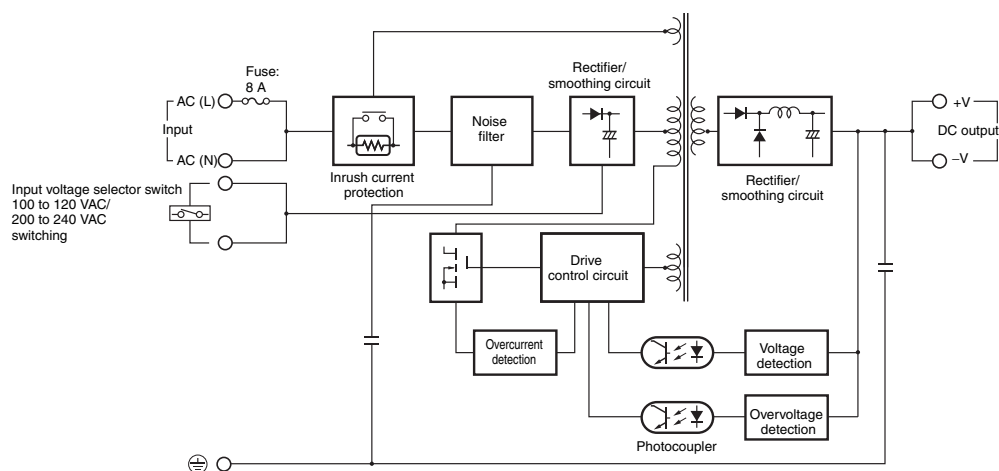 Fuse:
8 A
AC (L)
Input
AC (N)
Input voltage selector switch
100 to 120 VAC/
200 to 240 VAC
switching
Inrush current
protection
Noise
filter
Rectifier/
smoothing circuit
Rectifier/
smoothing circuit
+V
DC output
–V
Drive
control circuit
Overcurrent
detection
Voltage
detection
Overvoltage
detection
Photocoupler